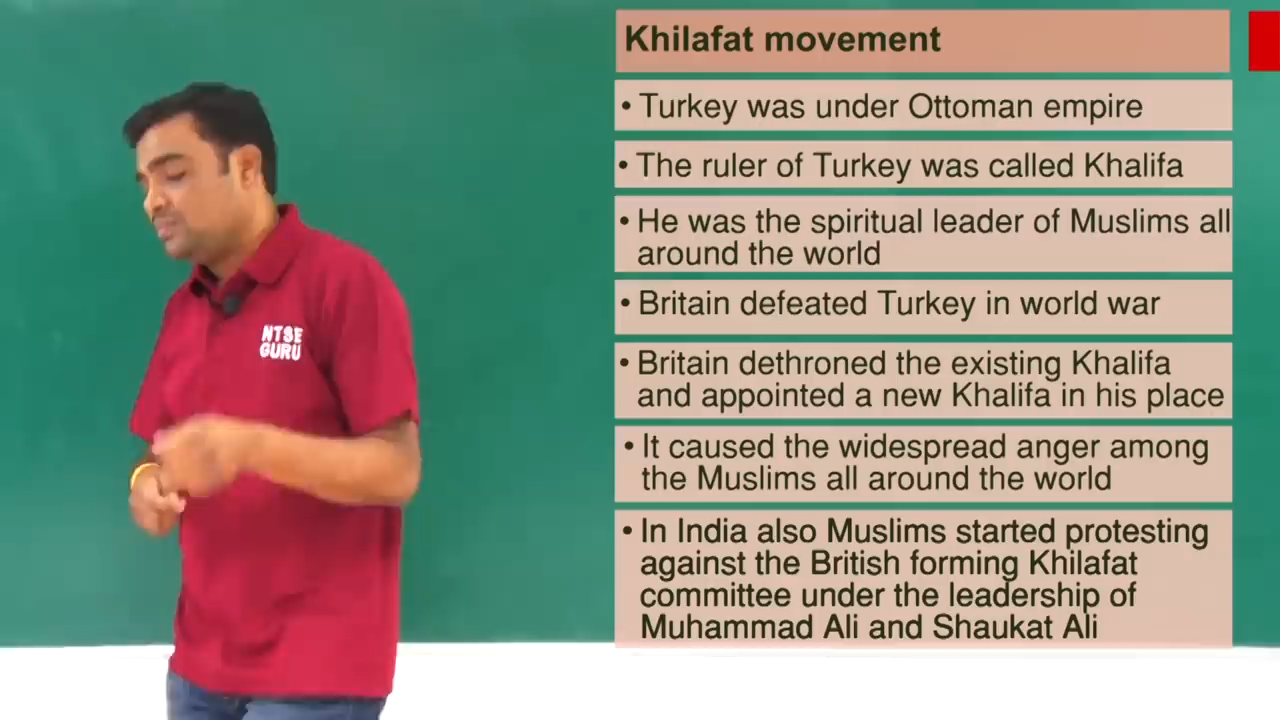 Khilafat movement
• Turkey was under Ottoman empire
• The ruler of Turkey was called Khalifa
• He was the spiritual leader of Muslims all
around the world
• Britain defeated Turkey in world war
• Britain dethroned the existing Khalifa
and appointed a new Khalifa in his place
• It caused the widespread anger among
the Muslims all around the world
• In India also Muslims started protesting
against the British forming Khilafat
committee under the leadership of
Muhammad Ali and Shaukat Ali
NTSE
GURU